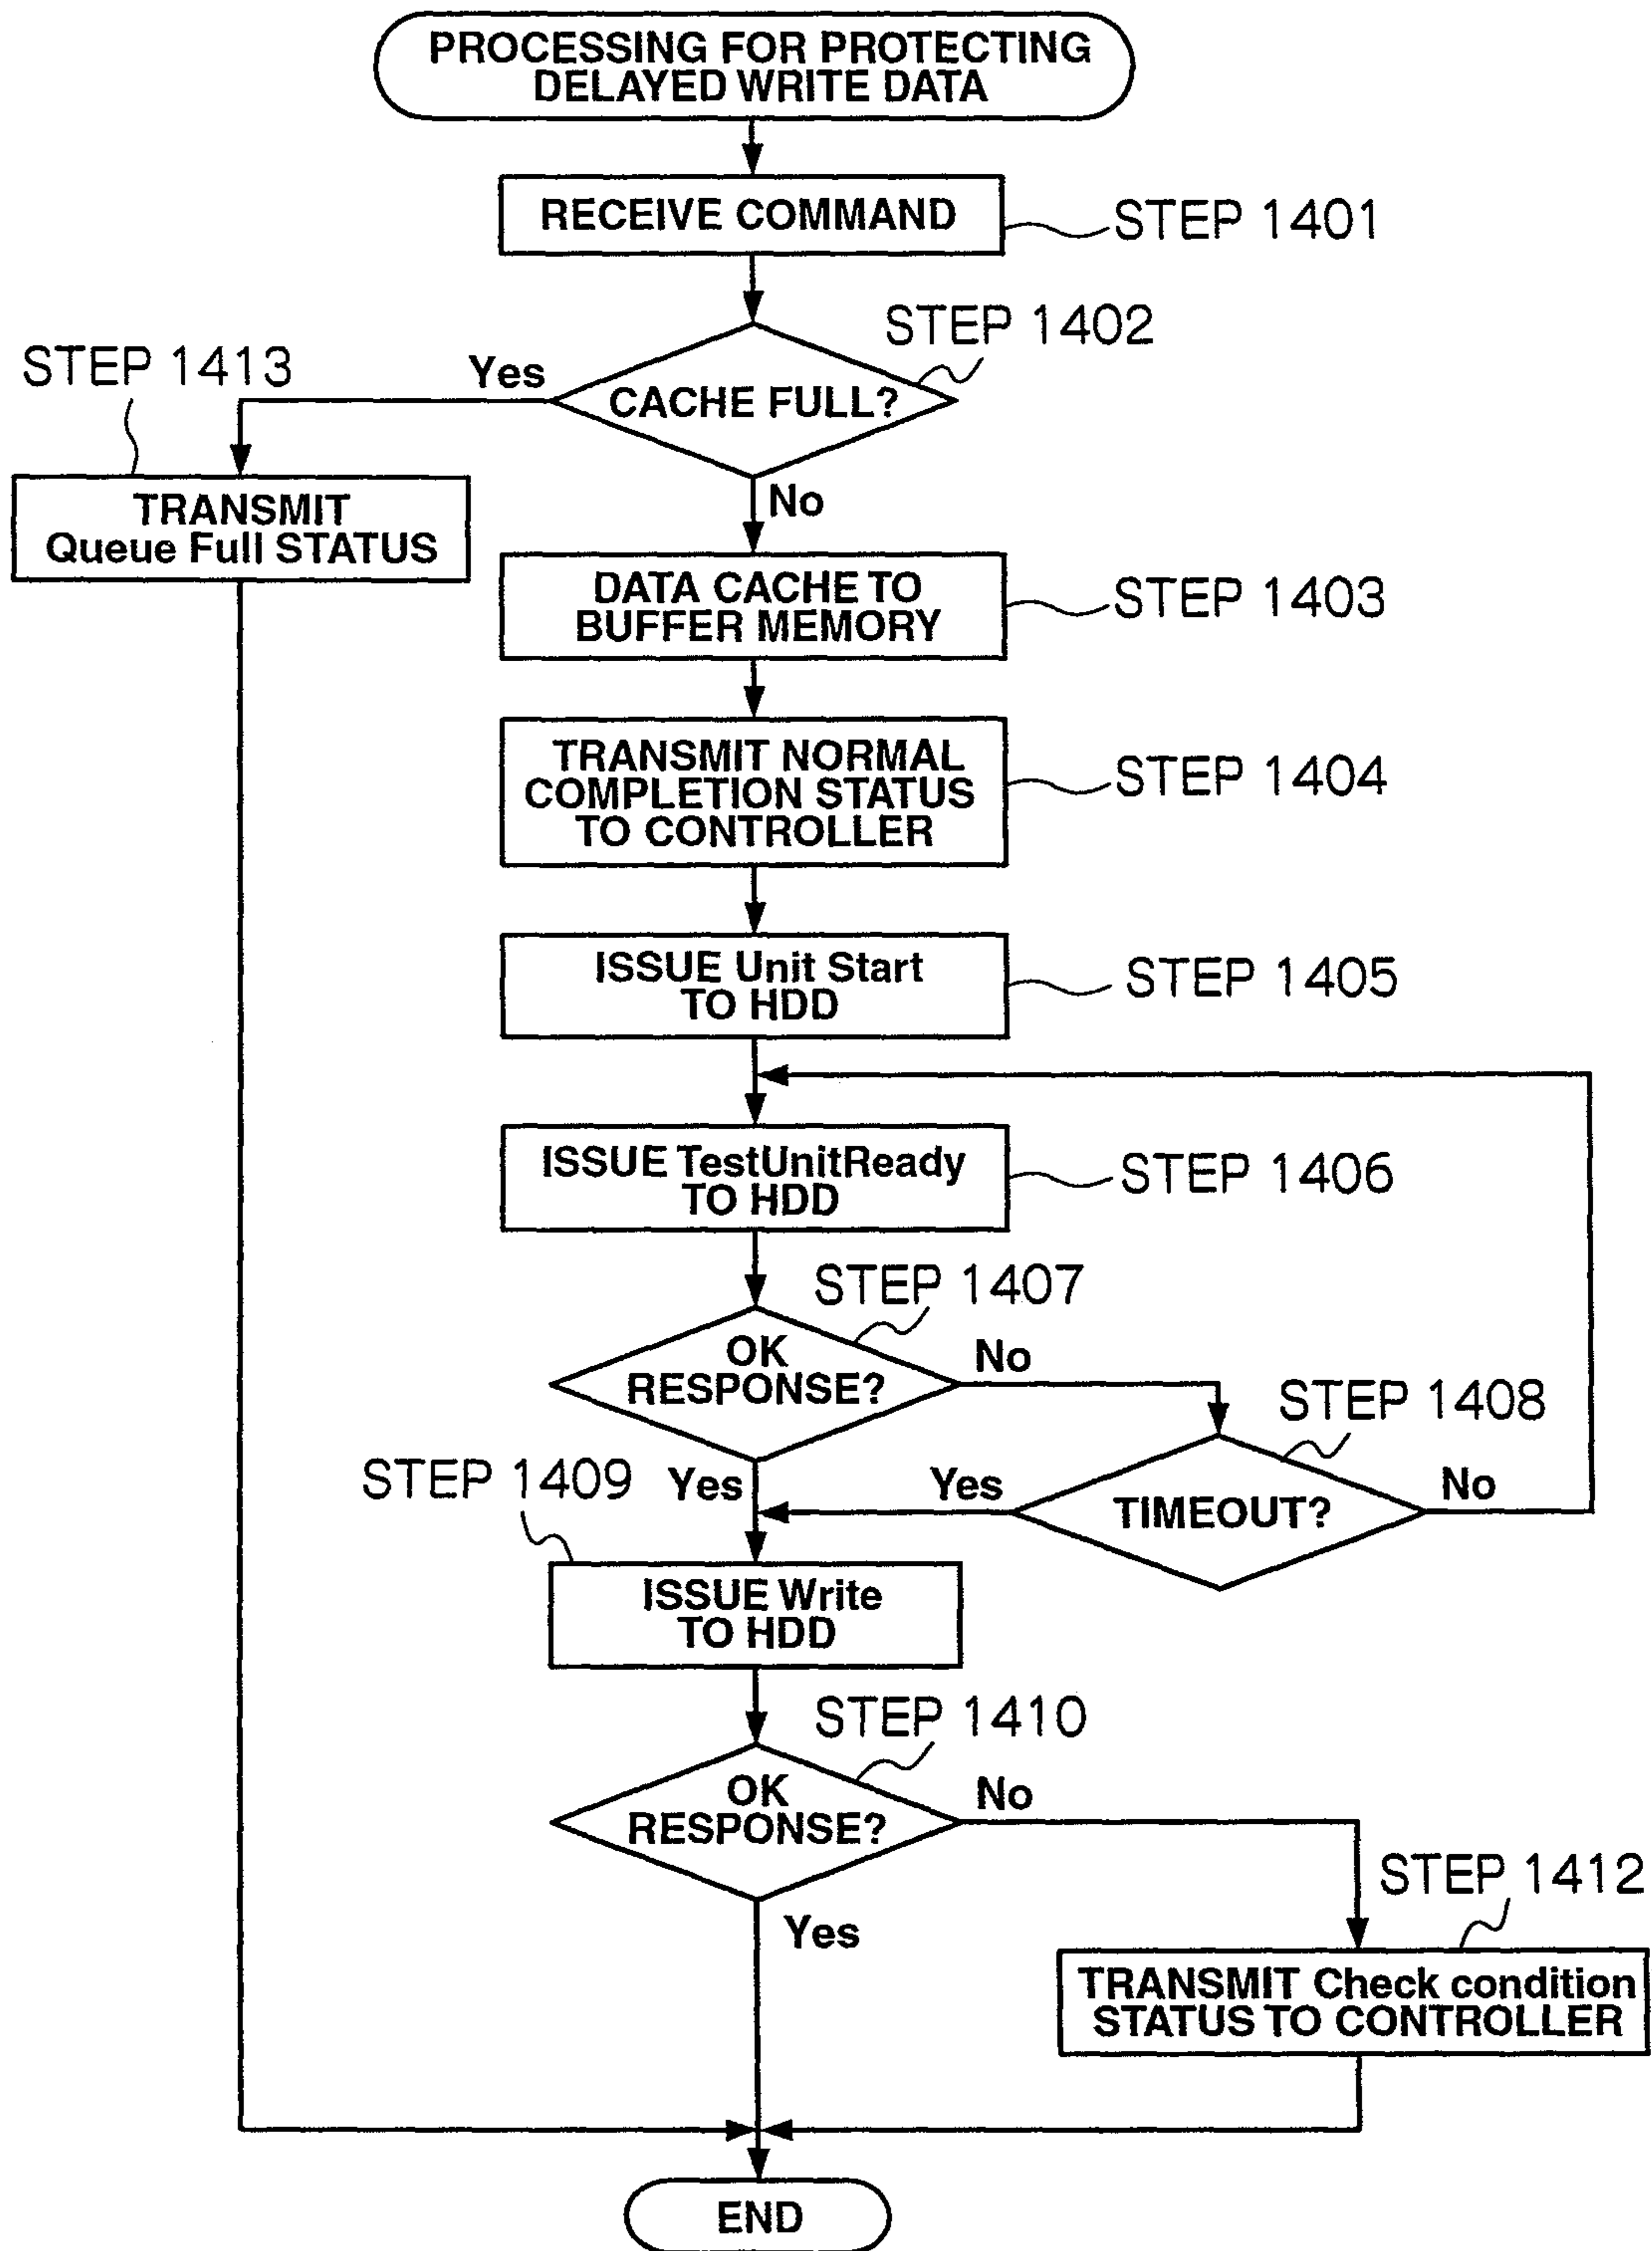 PROCESSING FOR PROTECTING
DELAYED WRITE DATA
RECEIVE COMMAND
STEP 1401
STEP 1402
CACHE FULL?
Yes
STEP 1413
TRANSMIT
Queue Full STATUS
No
DATA CACHE TO
BUFFER MEMORY
STEP 1403
TRANSMIT NORMAL
COMPLETION STATUS
TO CONTROLLER
STEP 1404
ISSUE Unit Start
TO HDD
STEP 1405
ISSUE TestUnitReady
TO HDD
STEP 1406
STEP 1407
OK
RESPONSE?
No
STEP 1408
TIMEOUT?
Yes
No
Yes
STEP 1409
ISSUE Write
TO HDD
STEP 1410
OK
RESPONSE?
No
STEP 1412
TRANSMIT Check condition
STATUS TO CONTROLLER
Yes
END